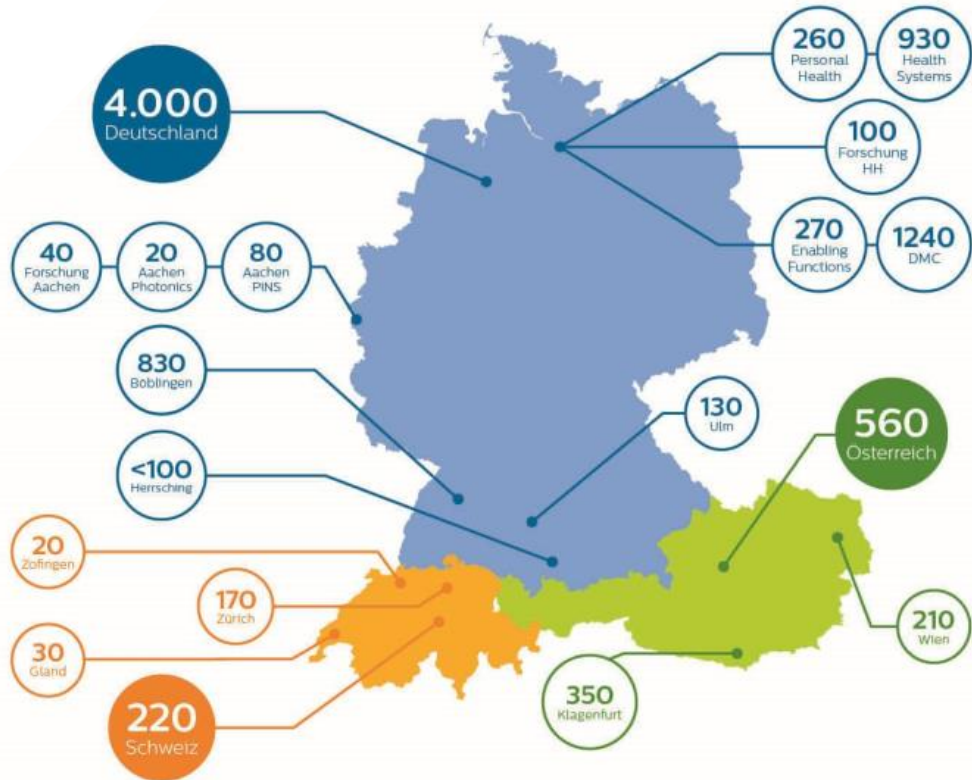 260
Personal
Health
930
Health
Systems
4.000
Deutschland
100
Forschung
HH
270
Enabling
Functions
1240
DMC
40
Forschung
Aachen
20
Aachen
Photonics
80
Aachen
PINS
830
Böblingen
130
Ulm
560
Österreich
<100
Herrsching
20
Zofingen
170
Zürich
210
Wien
30
Gland
350
Klagenfurt
220
Schweiz